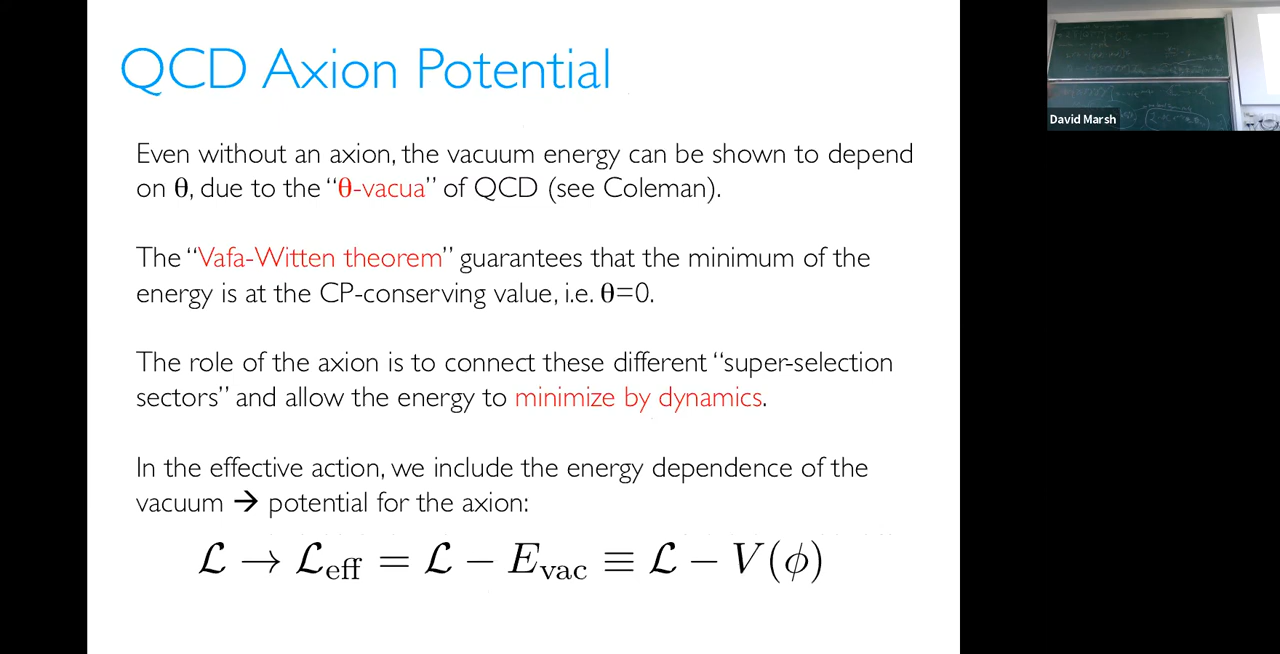 QCD Axion Potential
Even without an axion, the vacuum energy can be shown to depend
on θ, due to the “θ-vacua” of QCD (see Coleman).
The “Vafa-Witten theorem” guarantees that the minimum of the
energy is at the CP-conserving value, i.e. θ=0.
The role of the axion is to connect these different “super-selection
sectors” and allow the energy to minimize by dynamics.
In the effective action, we include the energy dependence of the
vacuum → potential for the axion:
ℒ → ℒ_eff = ℒ − E_vac ≡ ℒ − V(ϕ)
David Marsh